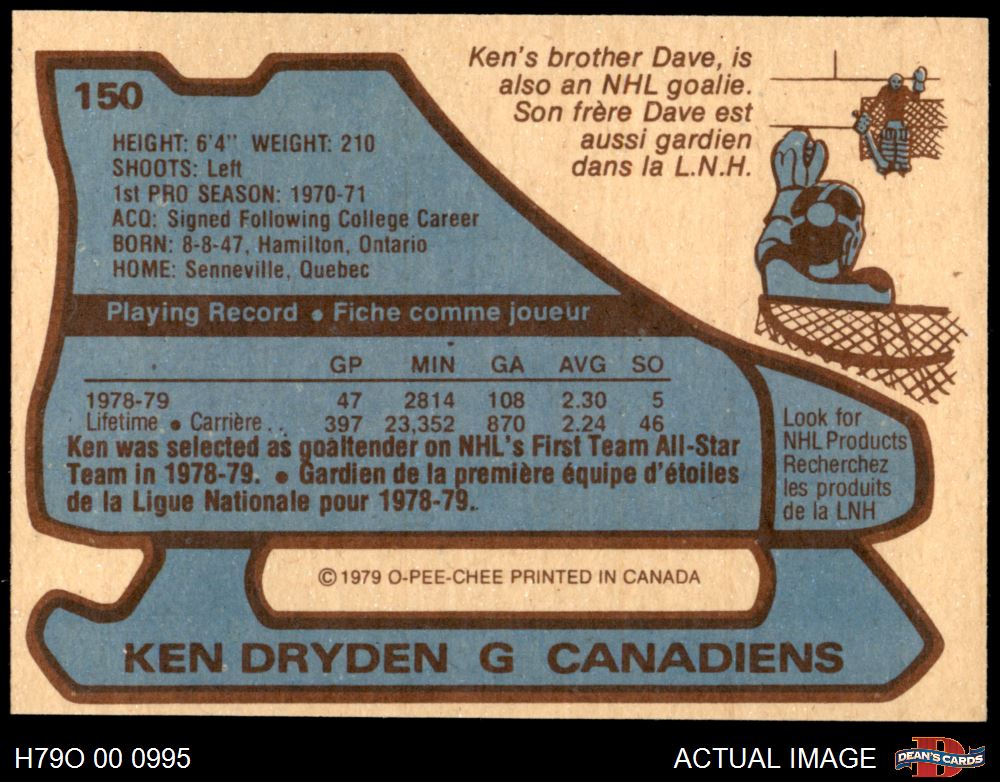 150
Ken's brother Dave, is
also an NHL goalie.
Son frère Dave est
aussi gardien
dans la L.N.H.
HEIGHT: 6'4" WEIGHT: 210
SHOOTS: Left
1st PRO SEASON: 1970-71
ACQ: Signed Following College Career
BORN: 8-8-47, Hamilton, Ontario
HOME: Senneville, Quebec
Playing Record • Fiche comme joueur
GP MIN GA AVG SO
1978-79 47 2814 108 2.30 5
Lifetime • Carrière . . 397 23,352 870 2.24 46
Ken was selected as goaltender on NHL's First Team All-Star
Team in 1978-79. • Gardien de la première équipe d'étoiles
de la Ligue Nationale pour 1978-79.
Look for
NHL Products
Recherchez
les produits
de la LNH
© 1979 O-PEE-CHEE PRINTED IN CANADA
KEN DRYDEN G CANADIENS
H79O 00 0995
ACTUAL IMAGE
DEAN'S CARDS